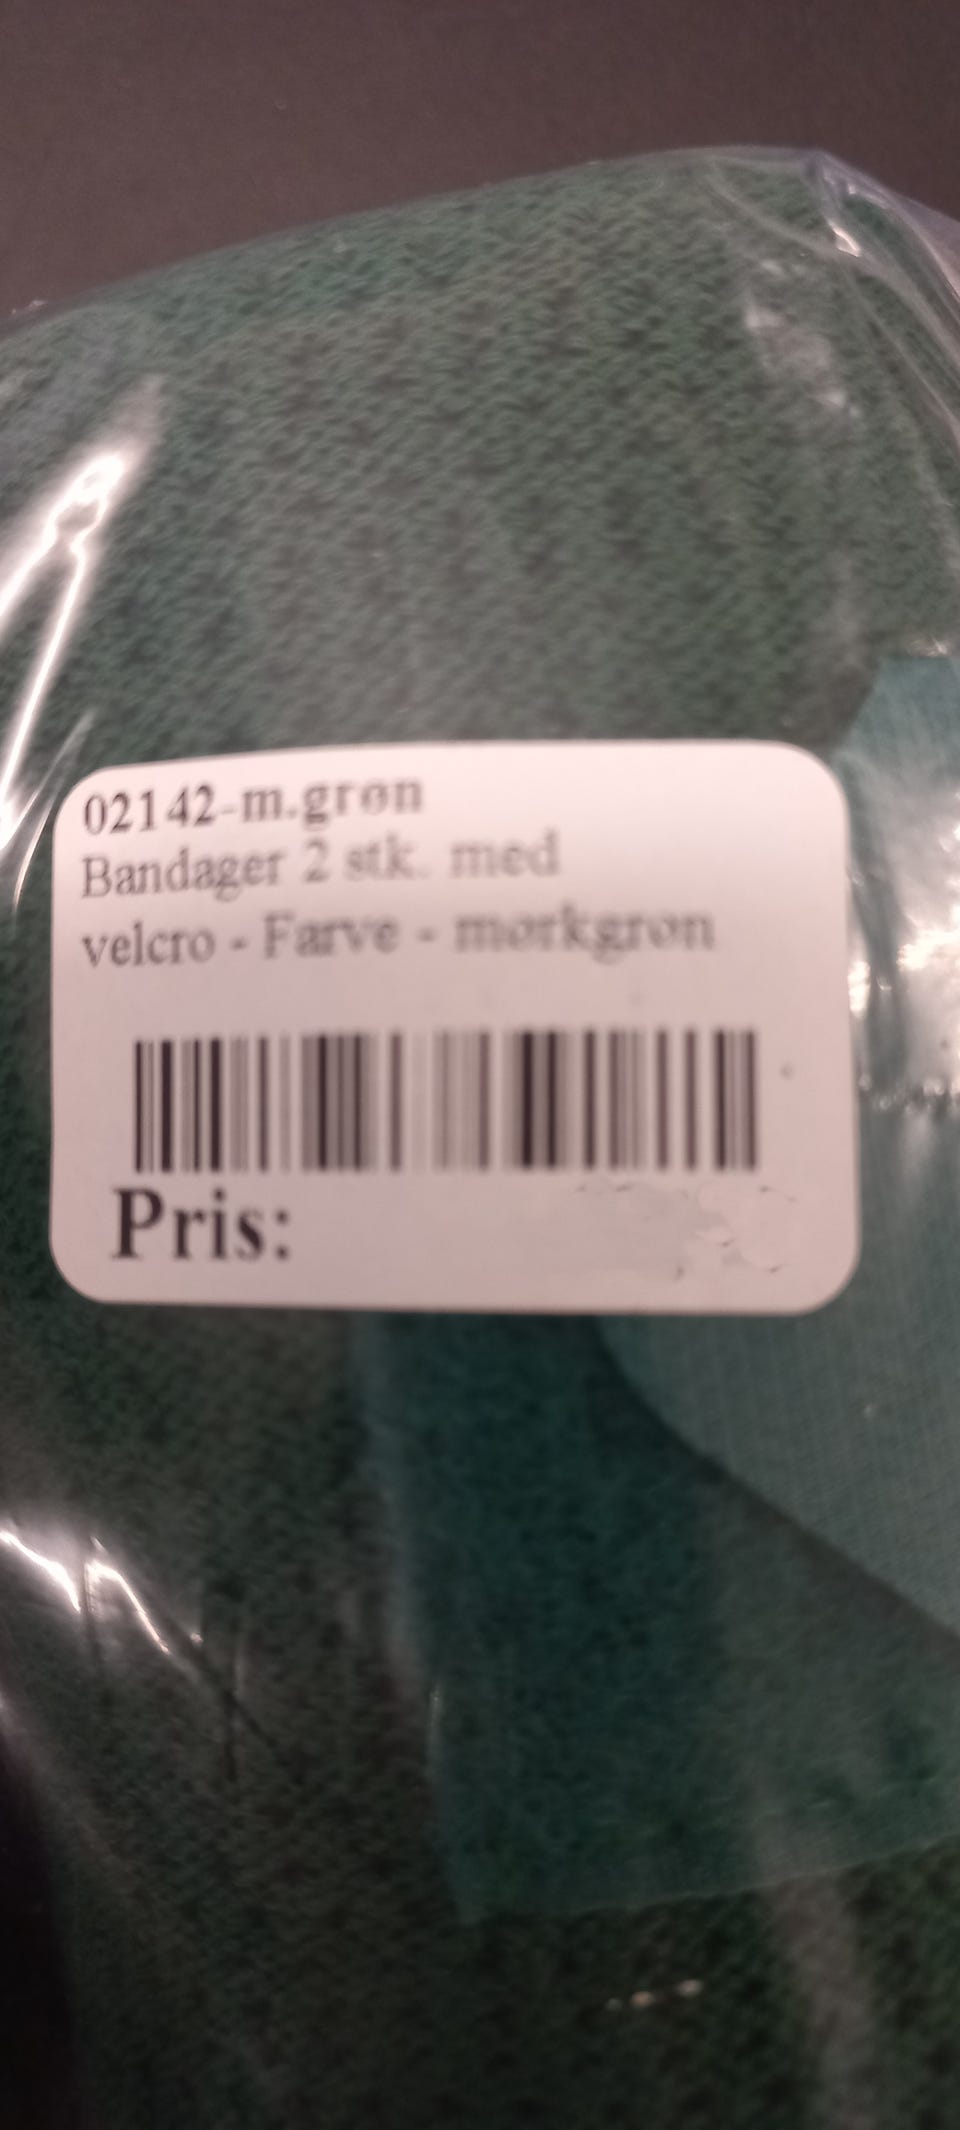 02142-m.grøn
Bandager 2 stk. med
velcro - Farve - mørkgrøn
Pris: